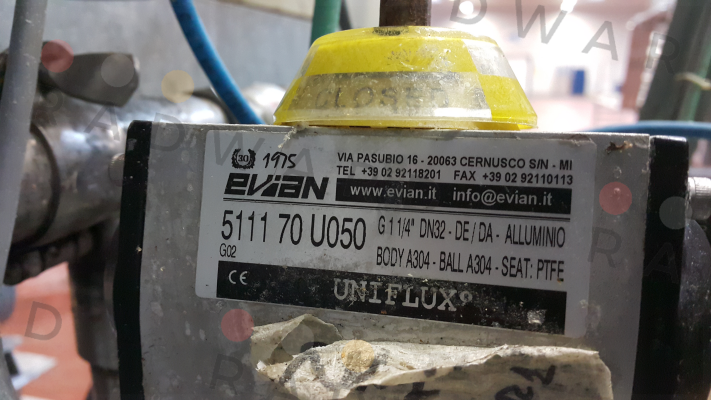 CLOSED
30 1975
EVIAN
VIA PASUBIO 16 - 20063 CERNUSCO S/N - MI
TEL +39 02 92118201 FAX +39 02 92110113
www.evian.it info@evian.it
5111 70 U050
G 1 1/4" DN32 - DE / DA - ALLUMINIO
G02
BODY A304 - BALL A304 - SEAT: PTFE
CE
UNIFLUX®